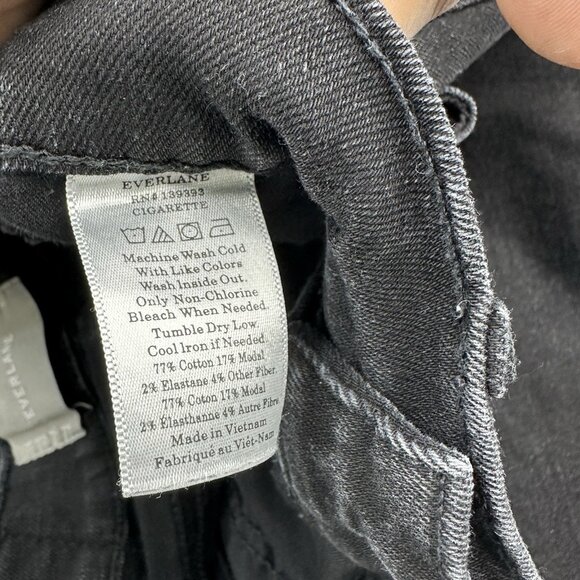 EVERLANE
RN# 139393
CIGARETTE
Machine Wash Cold
With Like Colors
Wash Inside Out.
Only Non-Chlorine
Bleach When Needed.
Tumble Dry Low.
Cool Iron if Needed.
77% Cotton 17% Modal
2% Elastane 4% Other Fiber.
77% Coton 17% Modal
2% Elasthanne 4% Autre Fibre
Made in Vietnam
Fabriqué au Viêt-Nam
EVERLANE